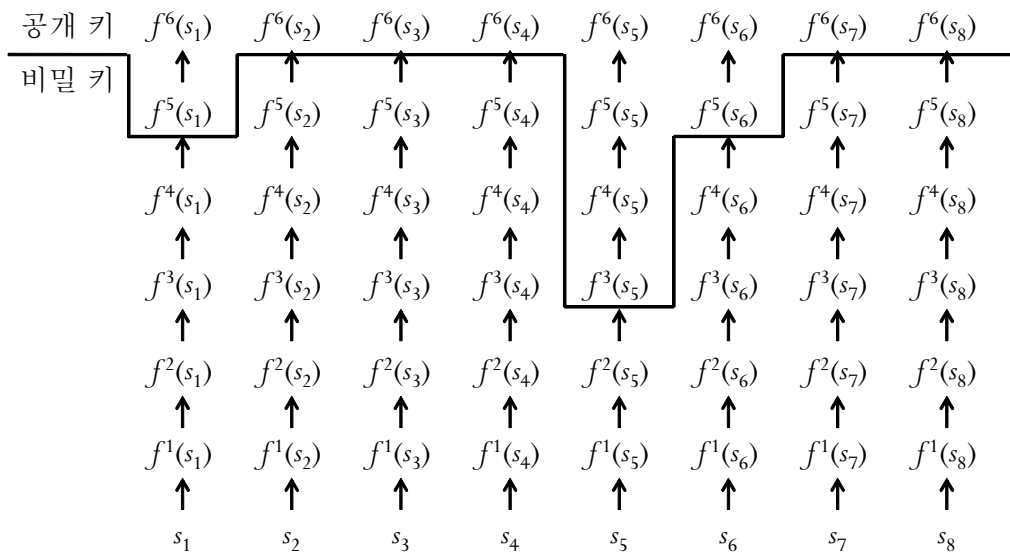 공개 키 f⁶(s₁) f⁶(s₂) f⁶(s₃) f⁶(s₄) f⁶(s₅) f⁶(s₆) f⁶(s₇) f⁶(s₈)
비밀 키
f⁵(s₁) f⁵(s₂) f⁵(s₃) f⁵(s₄) f⁵(s₅) f⁵(s₆) f⁵(s₇) f⁵(s₈)
f⁴(s₁) f⁴(s₂) f⁴(s₃) f⁴(s₄) f⁴(s₅) f⁴(s₆) f⁴(s₇) f⁴(s₈)
f³(s₁) f³(s₂) f³(s₃) f³(s₄) f³(s₅) f³(s₆) f³(s₇) f³(s₈)
f²(s₁) f²(s₂) f²(s₃) f²(s₄) f²(s₅) f²(s₆) f²(s₇) f²(s₈)
f¹(s₁) f¹(s₂) f¹(s₃) f¹(s₄) f¹(s₅) f¹(s₆) f¹(s₇) f¹(s₈)
s₁ s₂ s₃ s₄ s₅ s₆ s₇ s₈